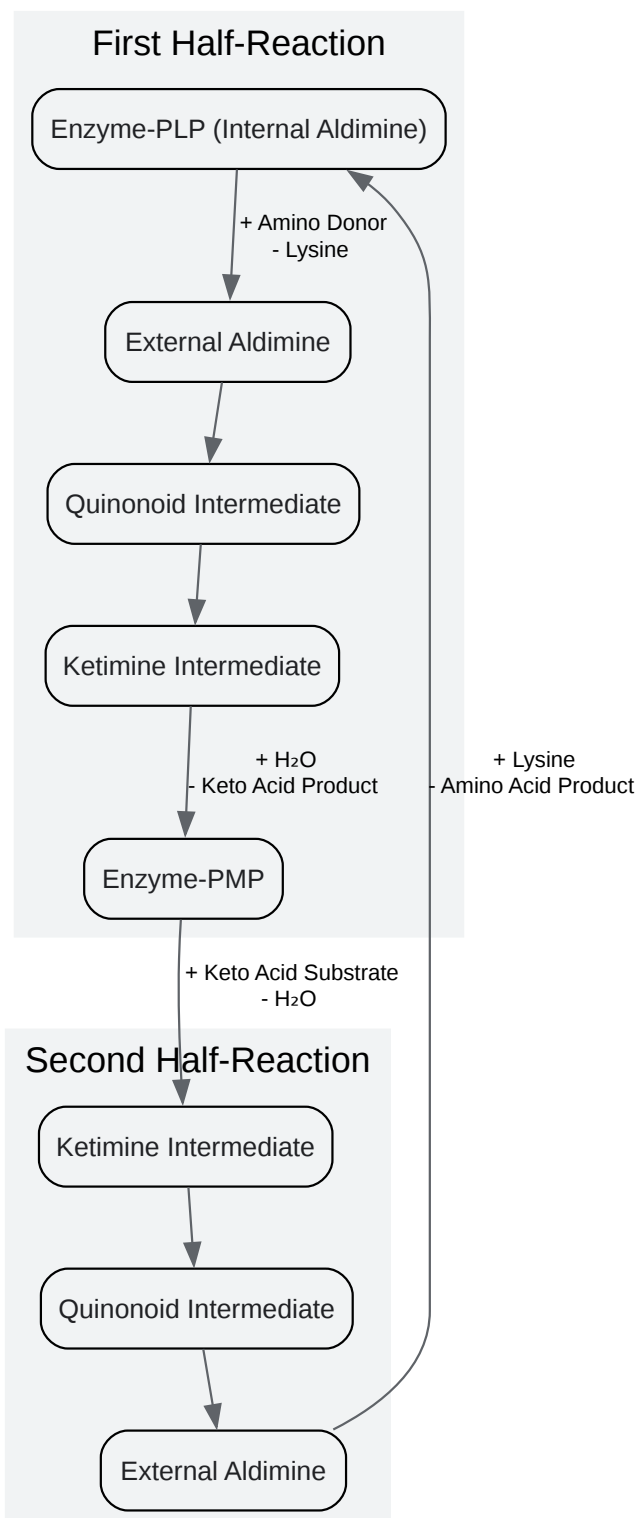 First Half-Reaction
Enzyme-PLP (Internal Aldimine)
+ Amino Donor
- Lysine
External Aldimine
Quinonoid Intermediate
Ketimine Intermediate
+ H₂O
- Keto Acid Product
+ Lysine
- Amino Acid Product
Enzyme-PMP
+ Keto Acid Substrate
- H₂O
Second Half-Reaction
Ketimine Intermediate
Quinonoid Intermediate
External Aldimine